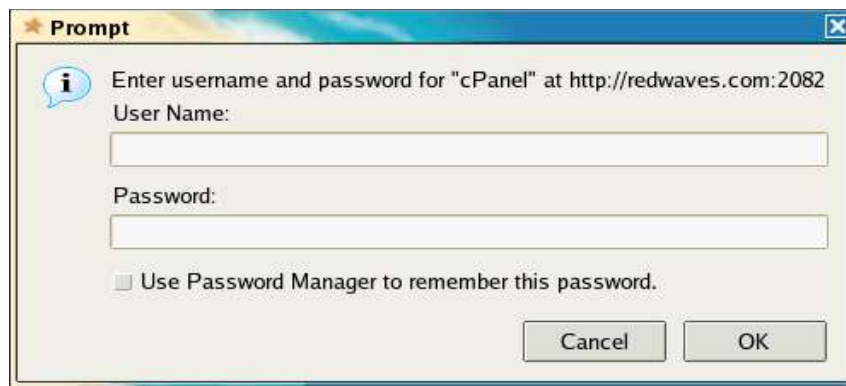 Prompt
Enter username and password for "cPanel" at http://redwaves.com:2082
User Name:
Password:
Use Password Manager to remember this password.
Cancel
OK